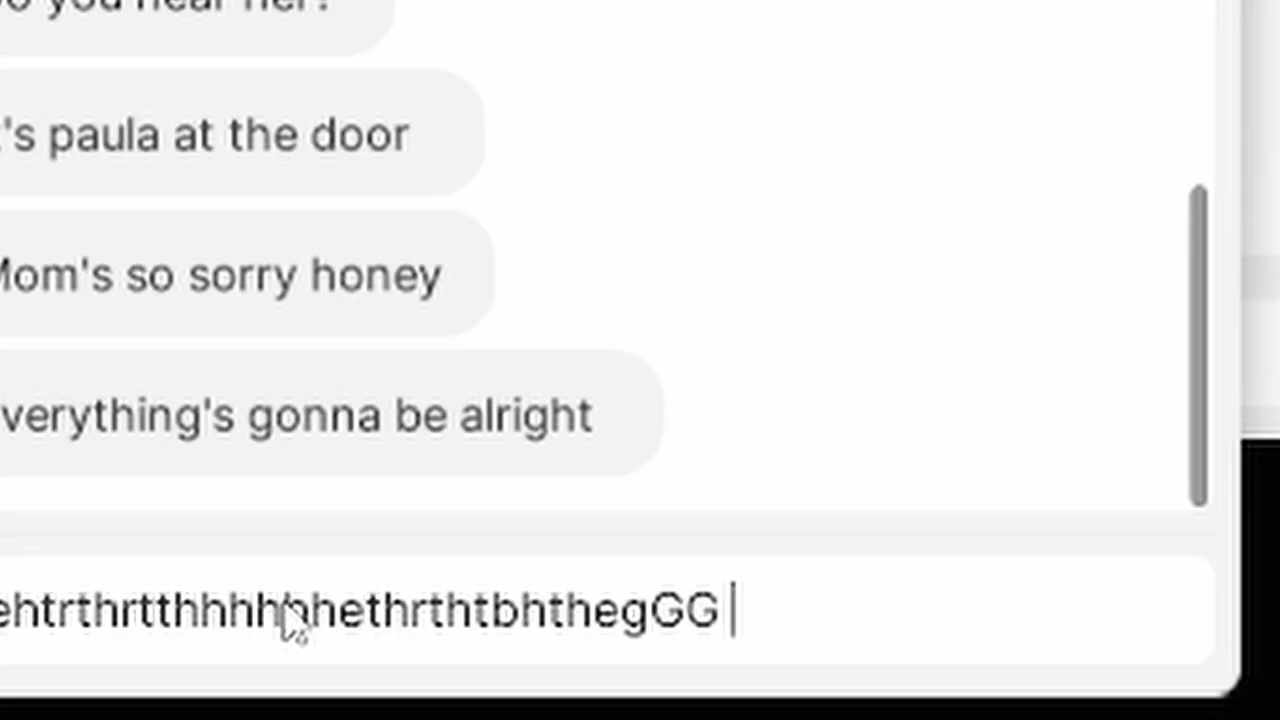 o you hear her?
's paula at the door
Mom's so sorry honey
verything's gonna be alright
ehtrthrtthhhhhhethrthtbhthegGG